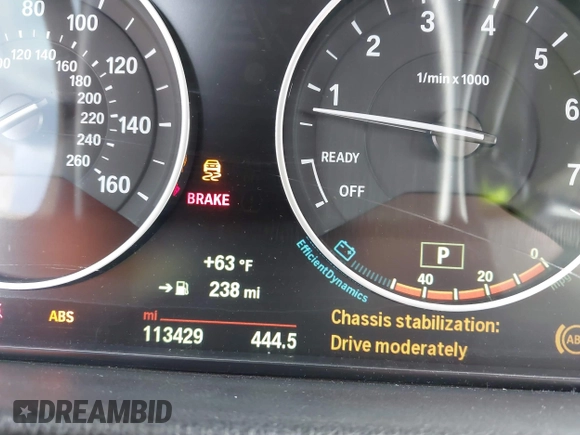 80
100 120 140
160
180
200
220
240
260
120
140
160
BRAKE
+63 °F
238 mi
ABS
mi
113429 444.5
1
2
3
4
5
6
7
1/min x 1000
READY
OFF
EfficientDynamics
P
40 20 0
mpg
Chassis stabilization:
Drive moderately
DREAMBID